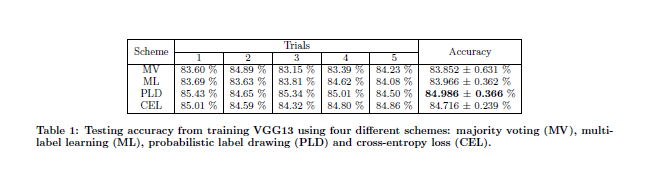 Scheme Trials Accuracy
1 2 3 4 5
MV 83.60 % 84.89 % 83.15 % 83.39 % 84.23 % 83.852 ± 0.631 %
ML 83.69 % 83.63 % 83.81 % 84.62 % 84.08 % 83.966 ± 0.362 %
PLD 85.43 % 84.65 % 85.34 % 85.01 % 84.50 % 84.986 ± 0.366 %
CEL 85.01 % 84.59 % 84.32 % 84.80 % 84.86 % 84.716 ± 0.239 %
Table 1: Testing accuracy from training VGG13 using four different schemes: majority voting (MV), multi-
label learning (ML), probabilistic label drawing (PLD) and cross-entropy loss (CEL).